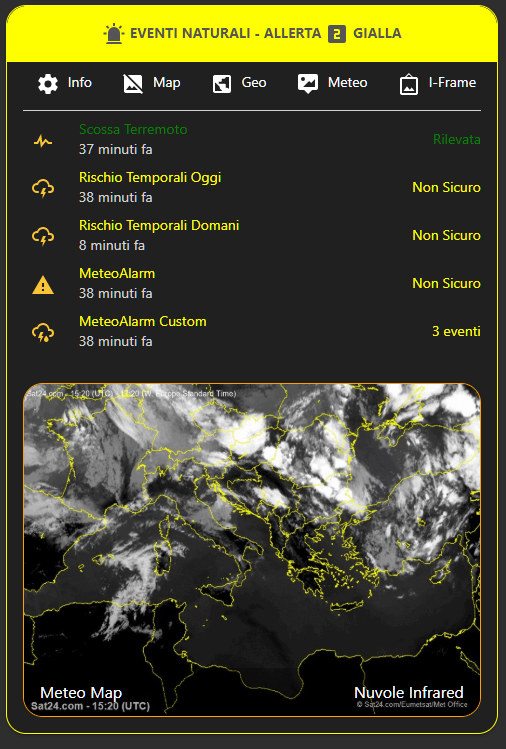 EVENTI NATURALI - ALLERTA 2 GIALLA
Info Map Geo Meteo I-Frame
Scossa Terremoto
37 minuti fa
Rilevata
Rischio Temporali Oggi
38 minuti fa
Non Sicuro
Rischio Temporali Domani
8 minuti fa
Non Sicuro
MeteoAlarm
38 minuti fa
Non Sicuro
MeteoAlarm Custom
38 minuti fa
3 eventi
Sat24.com - 15:20 (UTC) - 17:20 (W. Europe Standard Time)
Meteo Map Nuvole Infrared
Sat24.com - 15:20 (UTC) © Sat24.com/Eumetsat/Met Office